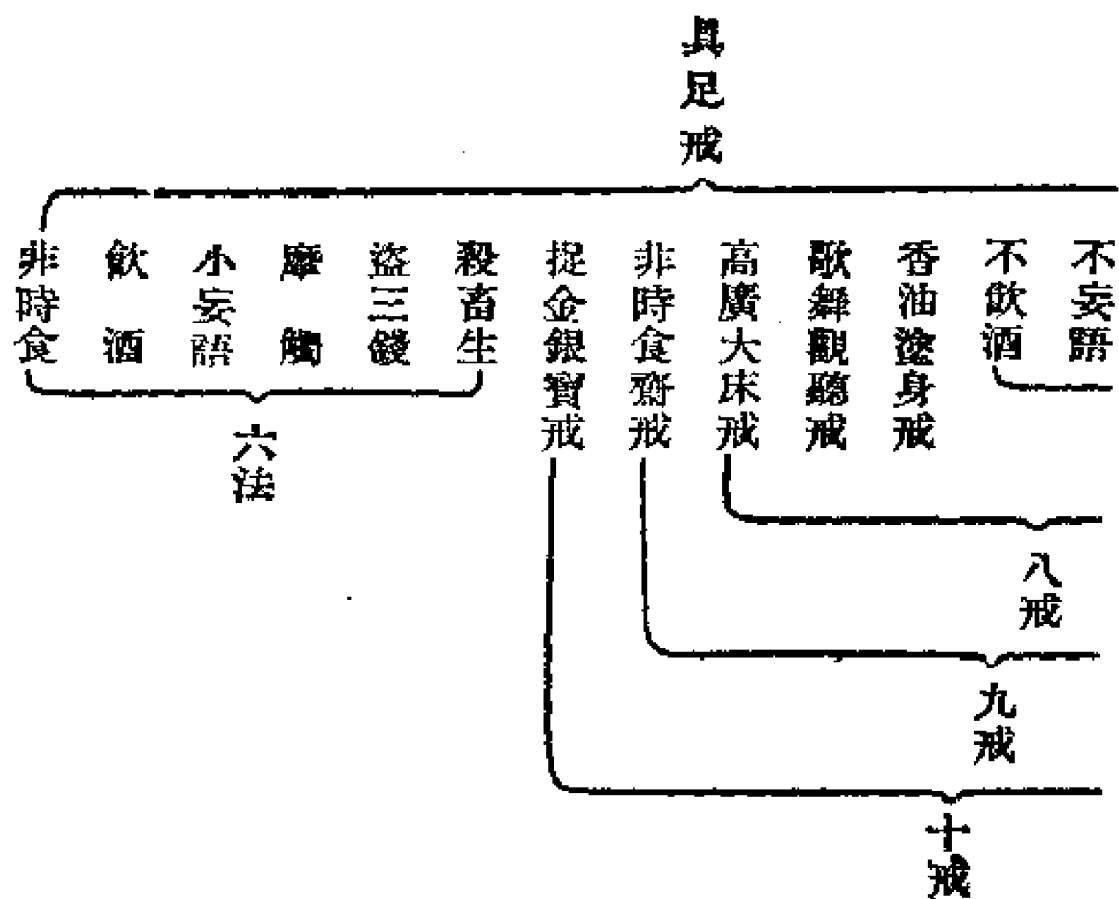 具足戒
不妄語
不飲酒
香油塗身戒
歌舞觀聽戒
高廣大床戒
非時食齋戒
捉金銀寶戒
殺畜生
盜三錢
摩觸
小妄語
飲酒
非時食
六法
八戒
九戒
十戒